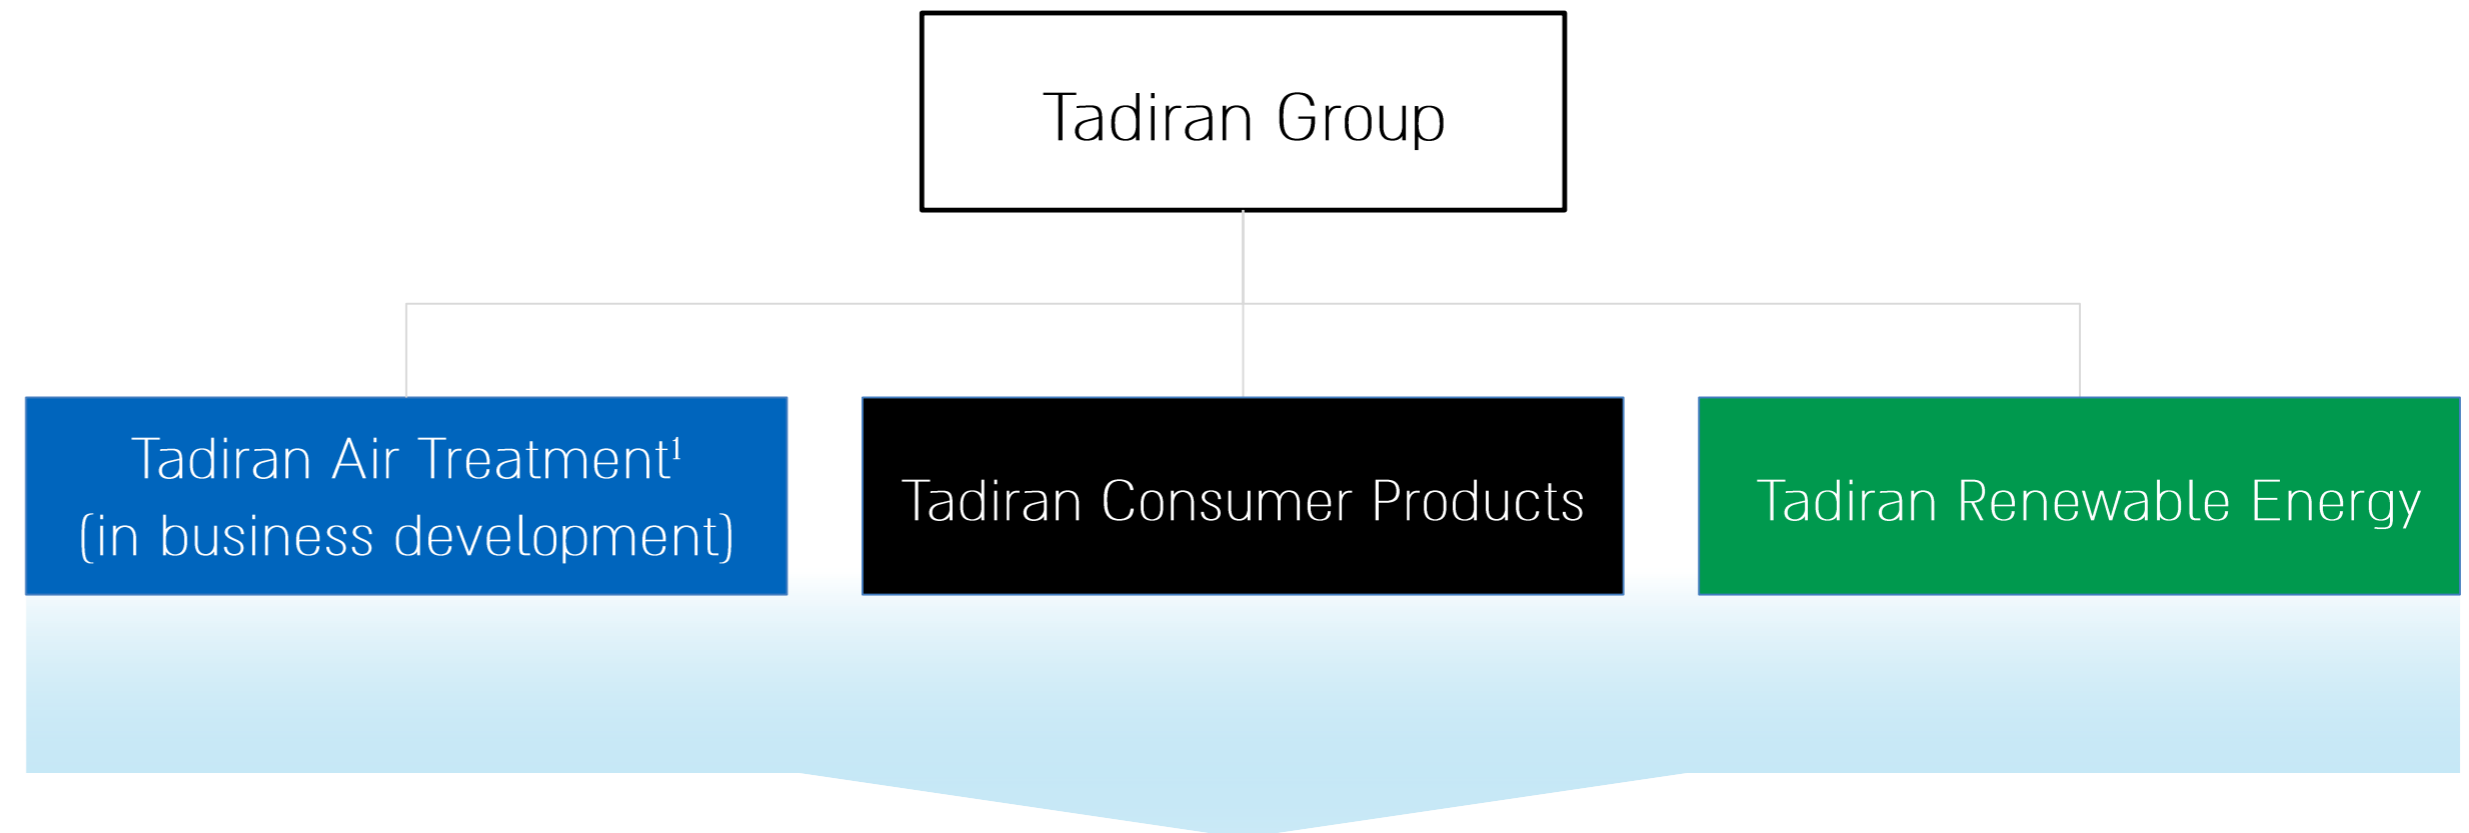 Tadiran Group
Tadiran Air Treatment¹
(in business development)
Tadiran Consumer Products
Tadiran Renewable Energy